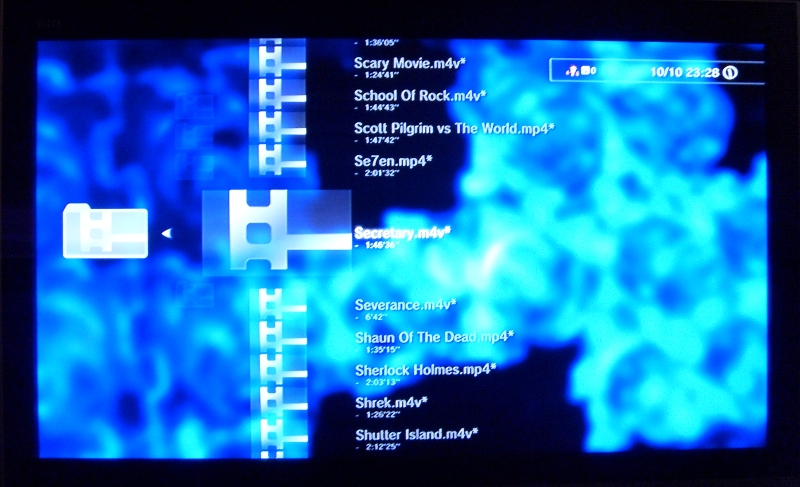 - 1:36'05"
Scary Movie.m4v*
- 1:24'41"
10/10 23:28
School Of Rock.m4v*
- 1:44'43"
Scott Pilgrim vs The World.mp4*
- 1:47'42"
Se7en.mp4*
- 2:01'32"
Secretary.m4v*
- 1:46'36"
Severance.m4v*
- 6'42"
Shaun Of The Dead.mp4*
- 1:35'15"
Sherlock Holmes.mp4*
- 2:03'13"
Shrek.m4v*
- 1:26'22"
Shutter Island.m4v*
- 2:12'25"